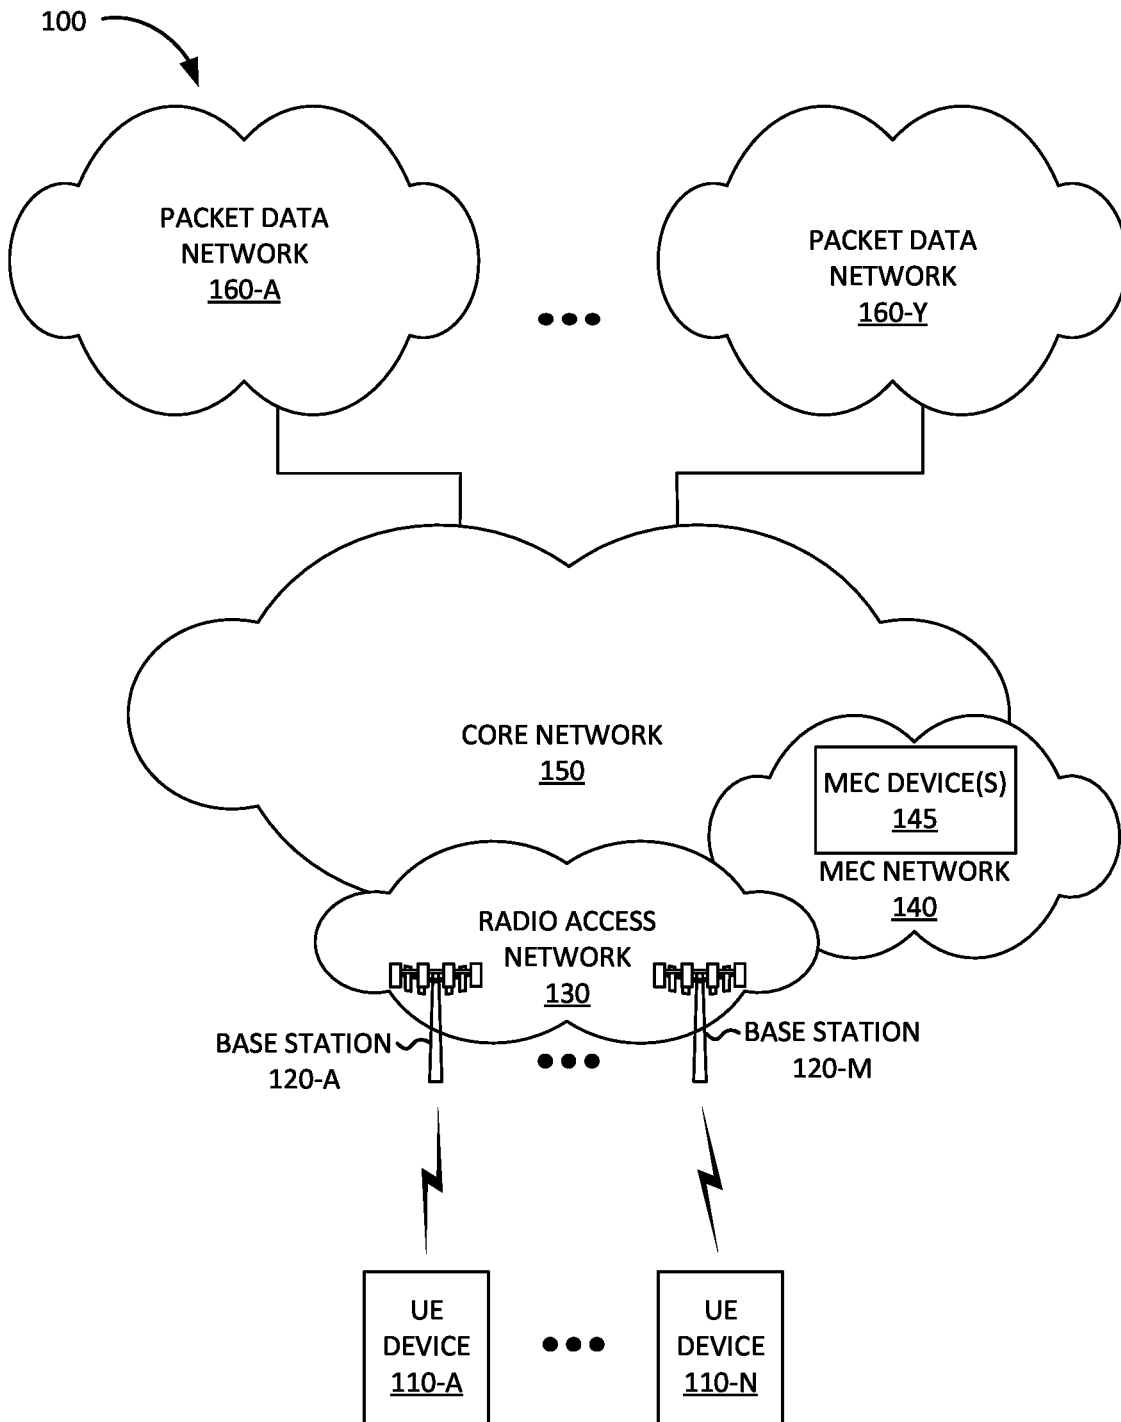 100
PACKET DATA
NETWORK
160-A
PACKET DATA
NETWORK
160-Y
CORE NETWORK
150
MEC DEVICE(S)
145
MEC NETWORK
140
RADIO ACCESS
NETWORK
130
BASE STATION
120-A
BASE STATION
120-M
UE
DEVICE
110-A
UE
DEVICE
110-N